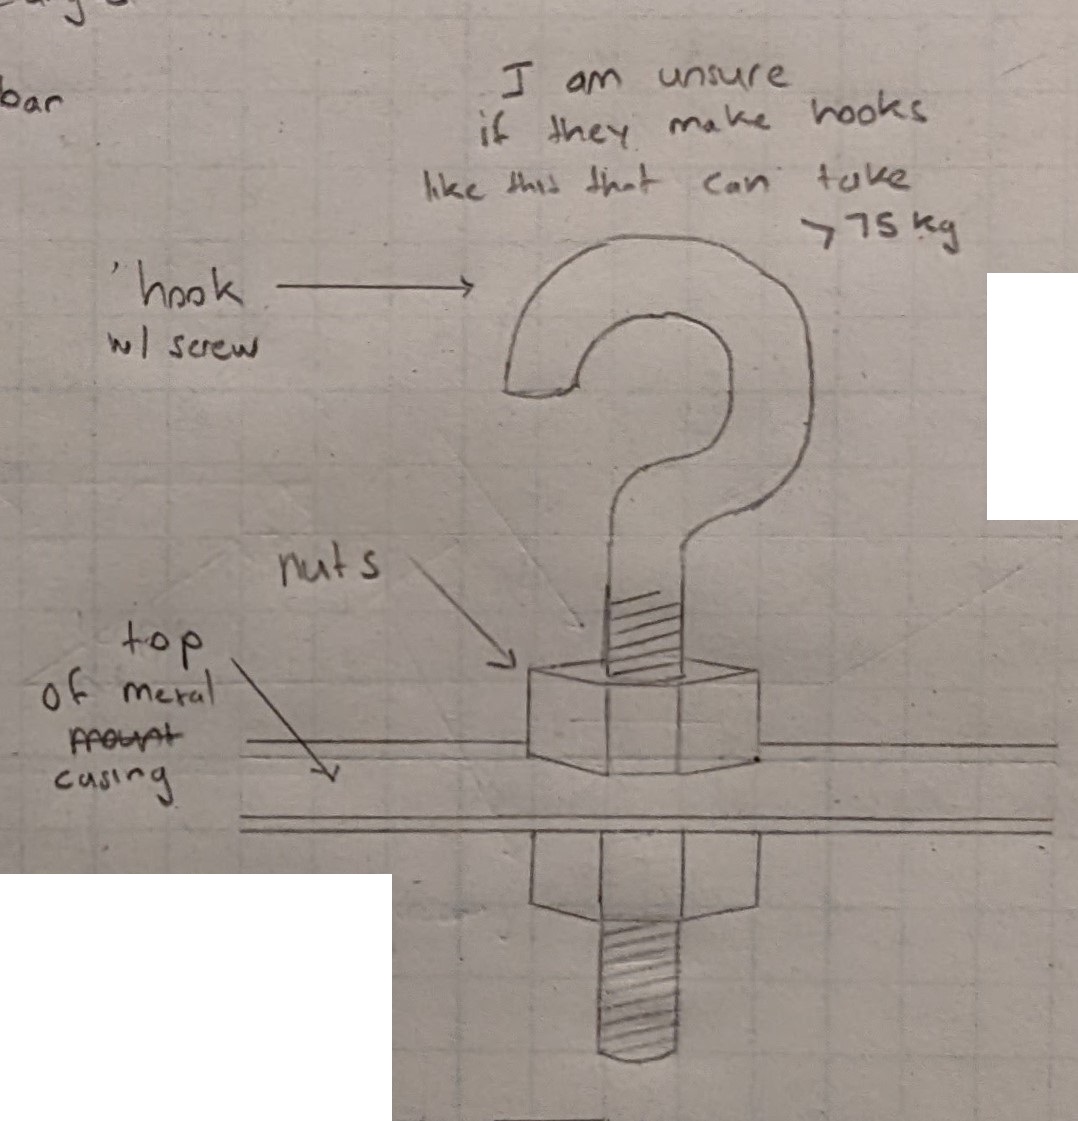 bar
I am unsure
if they make hooks
like this that can take
>75 kg
'hook
w/ screw
nuts
top
of metal
mount
casing